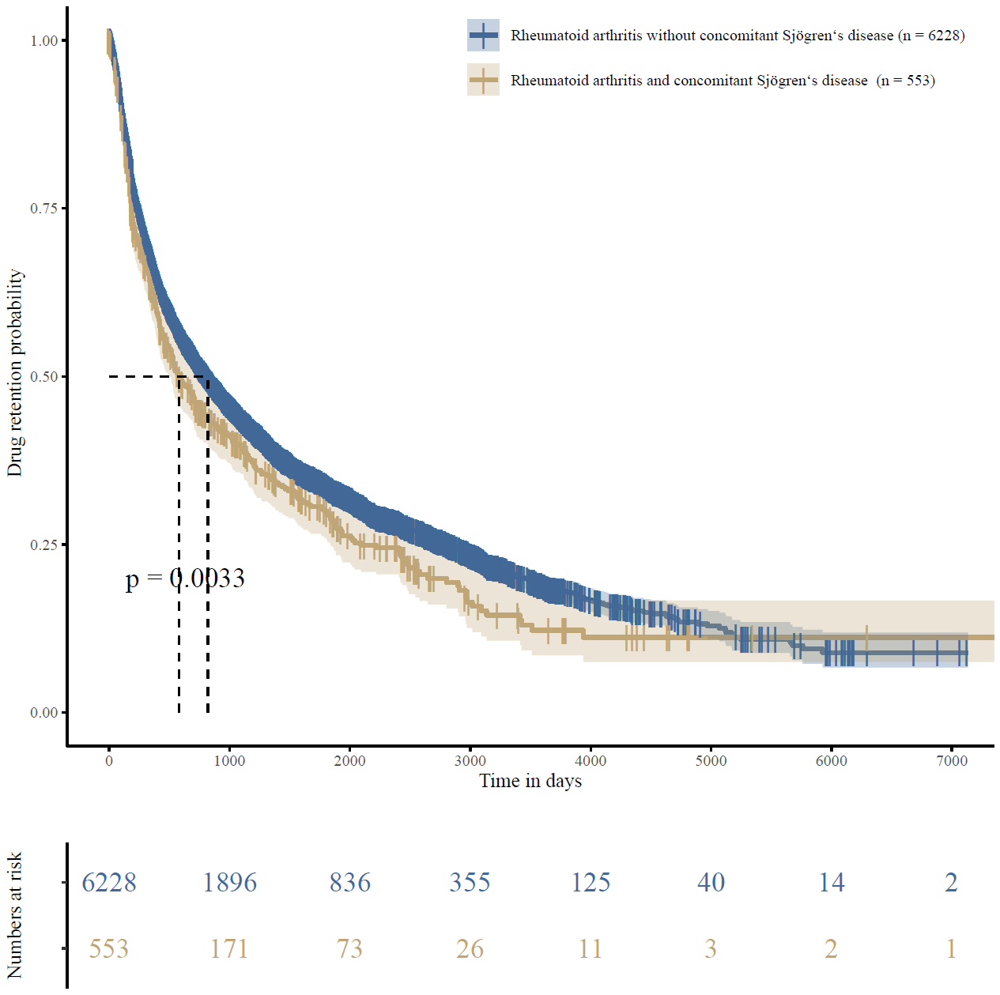 Rheumatoid arthritis without concomitant Sjögren‘s disease (n = 6228)
Rheumatoid arthritis and concomitant Sjögren‘s disease (n = 553)
Drug retention probability
1.00
0.75
0.50
0.25
0.00
p = 0.0033
0 1000 2000 3000 4000 5000 6000 7000
Time in days
Numbers at risk
6228 1896 836 355 125 40 14 2
553 171 73 26 11 3 2 1